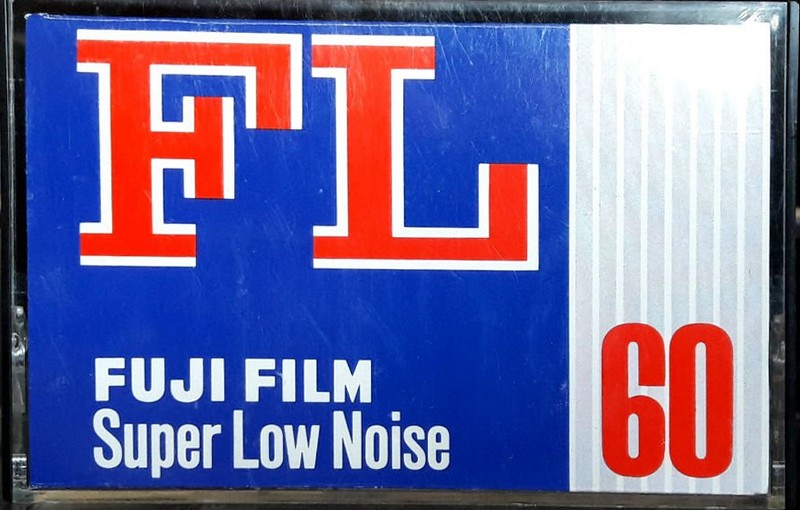 FL
FUJI FILM
Super Low Noise
60